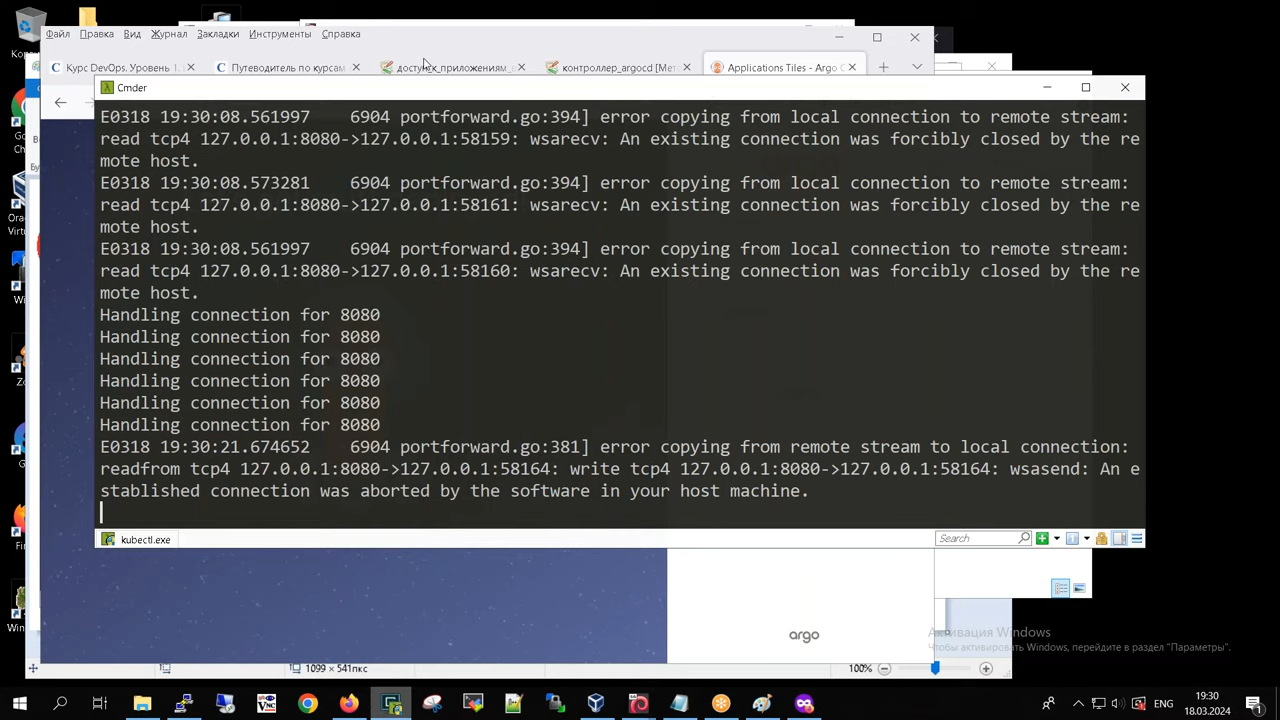 Корз
Файл Правка Вид Журнал Закладки Инструменты Справка
Курс DevOps. Уровень 1. Путеводитель по курсам доступ_к_приложениям_в контроллер_argocd [Мет Applications Tiles - Argo C
Cmder
E0318 19:30:08.561997 6904 portforward.go:394] error copying from local connection to remote stream:
read tcp4 127.0.0.1:8080->127.0.0.1:58159: wsarecv: An existing connection was forcibly closed by the re
mote host.
E0318 19:30:08.573281 6904 portforward.go:394] error copying from local connection to remote stream:
read tcp4 127.0.0.1:8080->127.0.0.1:58161: wsarecv: An existing connection was forcibly closed by the re
mote host.
E0318 19:30:08.561997 6904 portforward.go:394] error copying from local connection to remote stream:
read tcp4 127.0.0.1:8080->127.0.0.1:58160: wsarecv: An existing connection was forcibly closed by the re
mote host.
Handling connection for 8080
Handling connection for 8080
Handling connection for 8080
Handling connection for 8080
Handling connection for 8080
Handling connection for 8080
E0318 19:30:21.674652 6904 portforward.go:381] error copying from remote stream to local connection:
readfrom tcp4 127.0.0.1:8080->127.0.0.1:58164: write tcp4 127.0.0.1:8080->127.0.0.1:58164: wsasend: An e
stablished connection was aborted by the software in your host machine.
kubectl.exe Search
argo
Активация Windows
Чтобы активировать Windows, перейдите в раздел "Параметры".
1099 × 541пкс 100%
ENG
19:30
18.03.2024